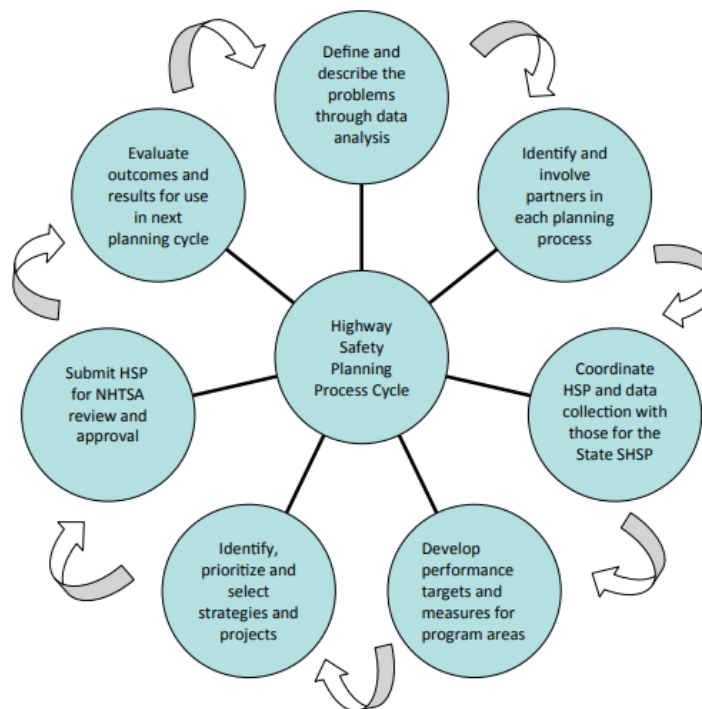 Define and
describe the
problems through
data
analysis
Identify and
involve
partners in
each planning
process
Coordinate
HSP and data
collection with
those for the
State SHSP
Develop
performance
targets and
measures for
program areas
Identify,
prioritize and
select
strategies and
projects
Submit HSP
for NHTSA
review and
approval
Evaluate
outcomes and
results for use
in next
planning cycle
Highway
Safety
Planning
Process Cycle